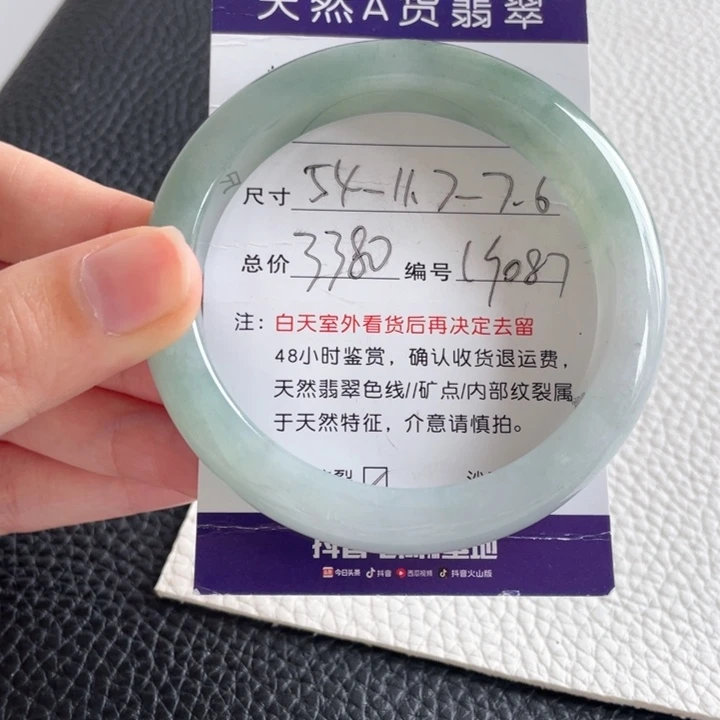 天然A货翡翠
尺寸 54-11.7-7.6
总价 3380 编号 LG087
注：白天室外看货后再决定去留
48小时鉴赏，确认收货退运费，
天然翡翠色线//矿点/内部纹裂属
于天然特征，介意请慎拍。
裂
今日头条 抖音 西瓜视频 抖音火山版